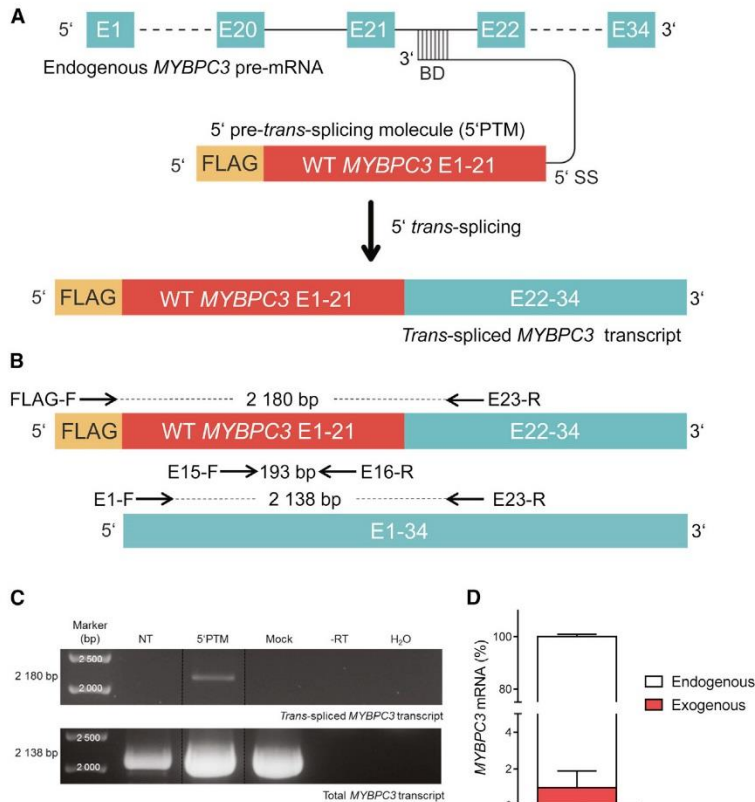 A
5‘ E1 E20 E21 E22 E34 3‘
Endogenous MYBPC3 pre-mRNA
3‘ BD
5‘ pre-trans-splicing molecule (5‘PTM)
5‘ FLAG WT MYBPC3 E1-21 5‘ SS
5‘ trans-splicing
5‘ FLAG WT MYBPC3 E1-21 E22-34 3‘
Trans-spliced MYBPC3 transcript
B
FLAG-F 2 180 bp E23-R
5‘ FLAG WT MYBPC3 E1-21 E22-34 3‘
E15-F 193 bp E16-R
E1-F 2 138 bp E23-R
5‘ E1-34 3‘
C
Marker (bp) NT 5‘PTM Mock -RT H₂O
2 500
2 180 bp
2 000
Trans-spliced MYBPC3 transcript
2 500
2 138 bp
2 000
Total MYBPC3 transcript
D
MYBPC3 mRNA (%)
100
80
4
2
Endogenous
Exogenous